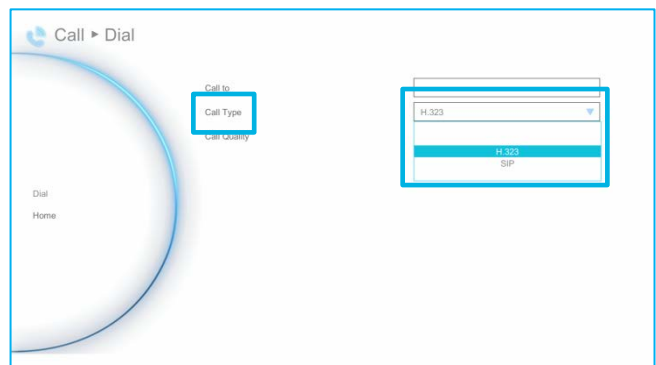 Call ▸ Dial
Call to
Call Type
H.323
Call Quality
H.323
SIP
Dial
Home